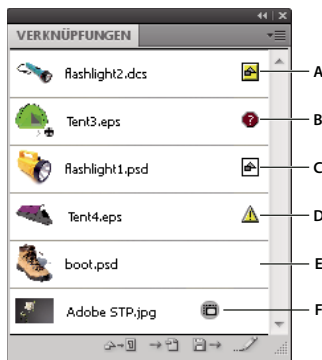 VERKNÜPFUNGEN
flashlight2.dcs A
Tent3.eps ? B
flashlight1.psd C
Tent4.eps D
boot.psd E
Adobe STP.jpg F